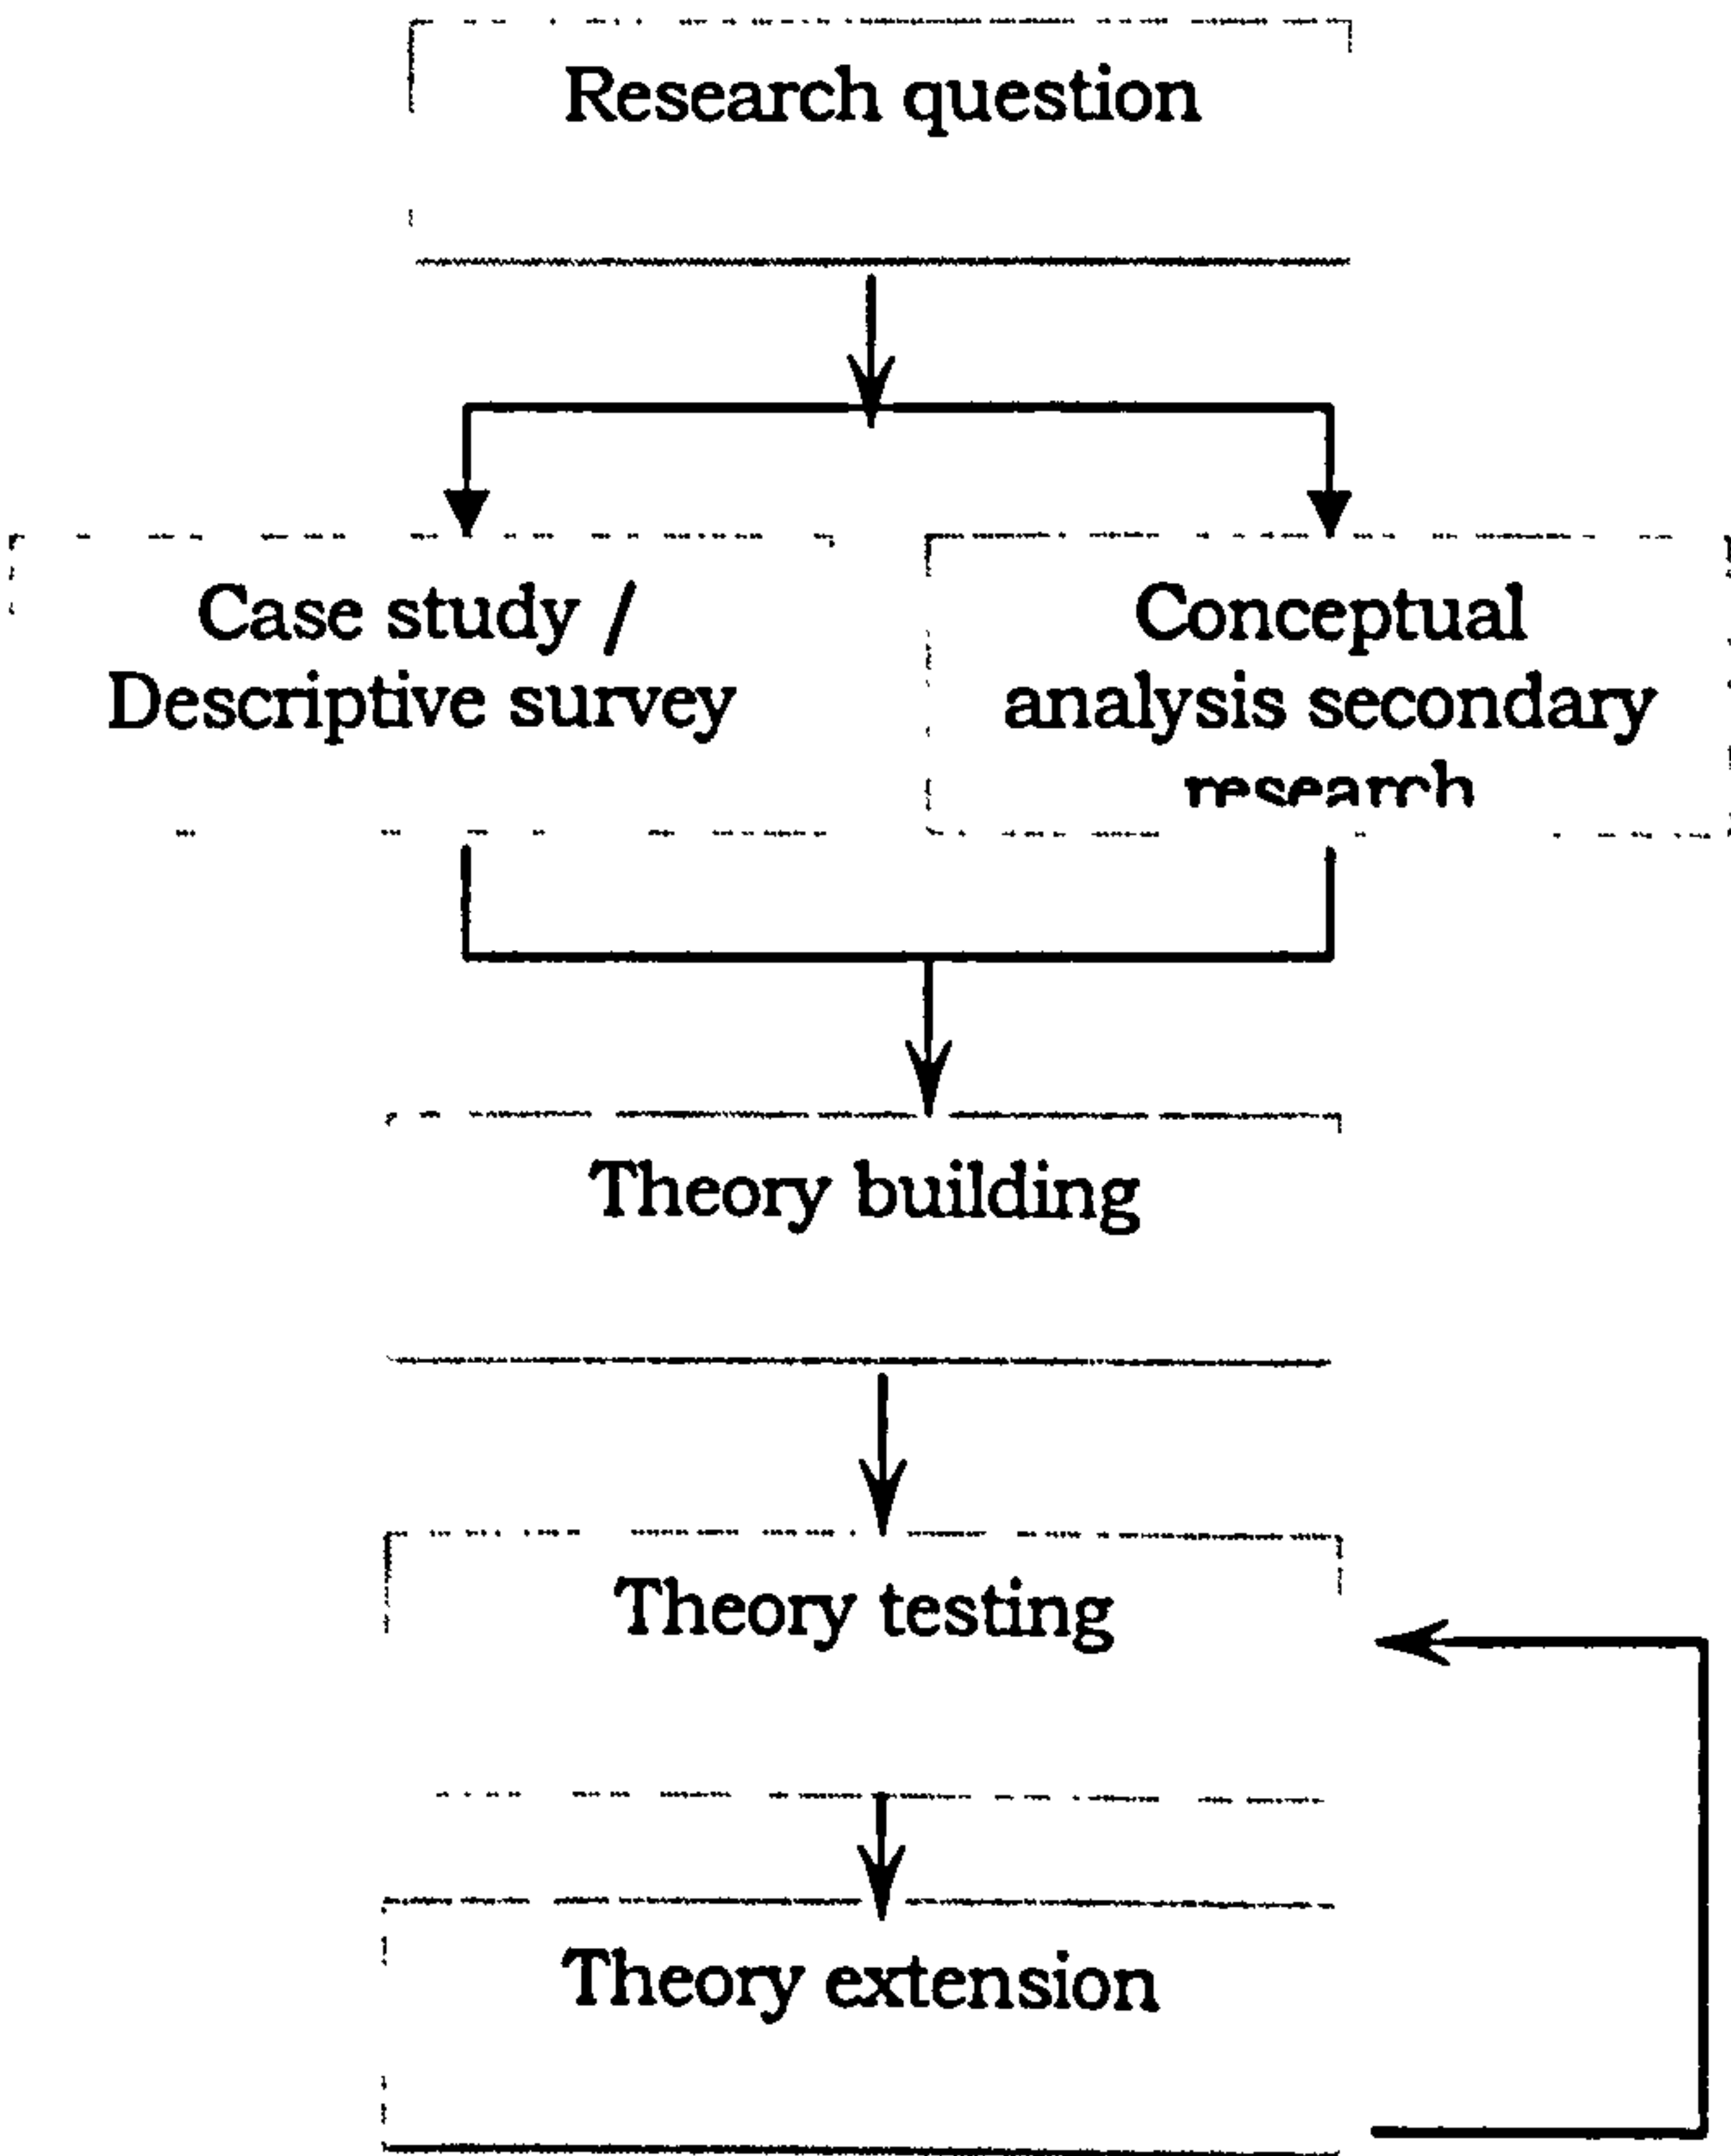 Research question
Case study /
Descriptive survey
Conceptual
analysis secondary
research
Theory building
Theory testing
Theory extension